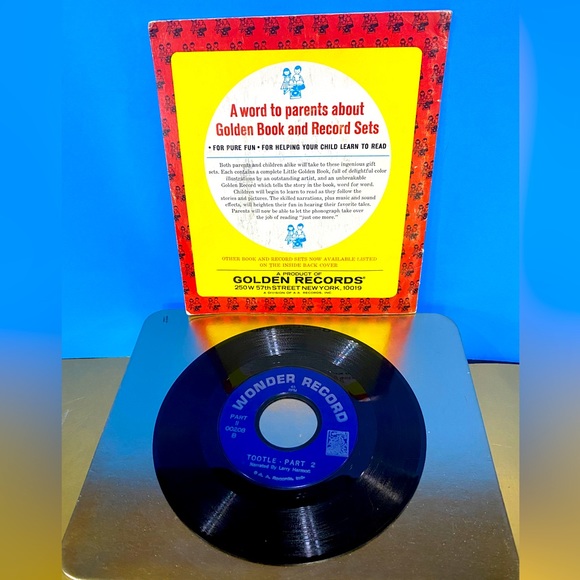 A word to parents about
Golden Book and Record Sets
• FOR PURE FUN • FOR HELPING YOUR CHILD LEARN TO READ
Both parents and children alike will take to these ingenious gift
sets. Each contains a complete Little Golden Book, full of delightful color
illustrations by an outstanding artist, and an unbreakable
Golden Record which tells the story in the book, word for word.
Children will begin to learn to read as they follow the
stories and pictures. The skilled narrations, plus music and sound
effects, will heighten their fun in hearing their favorite tales.
Parents will now be able to let the phonograph take over
the job of reading "just one more."
OTHER BOOK AND RECORD SETS NOW AVAILABLE LISTED
ON THE INSIDE BACK COVER
A PRODUCT OF
GOLDEN RECORDS
250 W 57th STREET NEW YORK, 10019
A DIVISION OF A.A. RECORDS, INC.
WONDER RECORD
PART
II
00208
B
TOOTLE - PART 2
Narrated By Larry
A. A. Records,